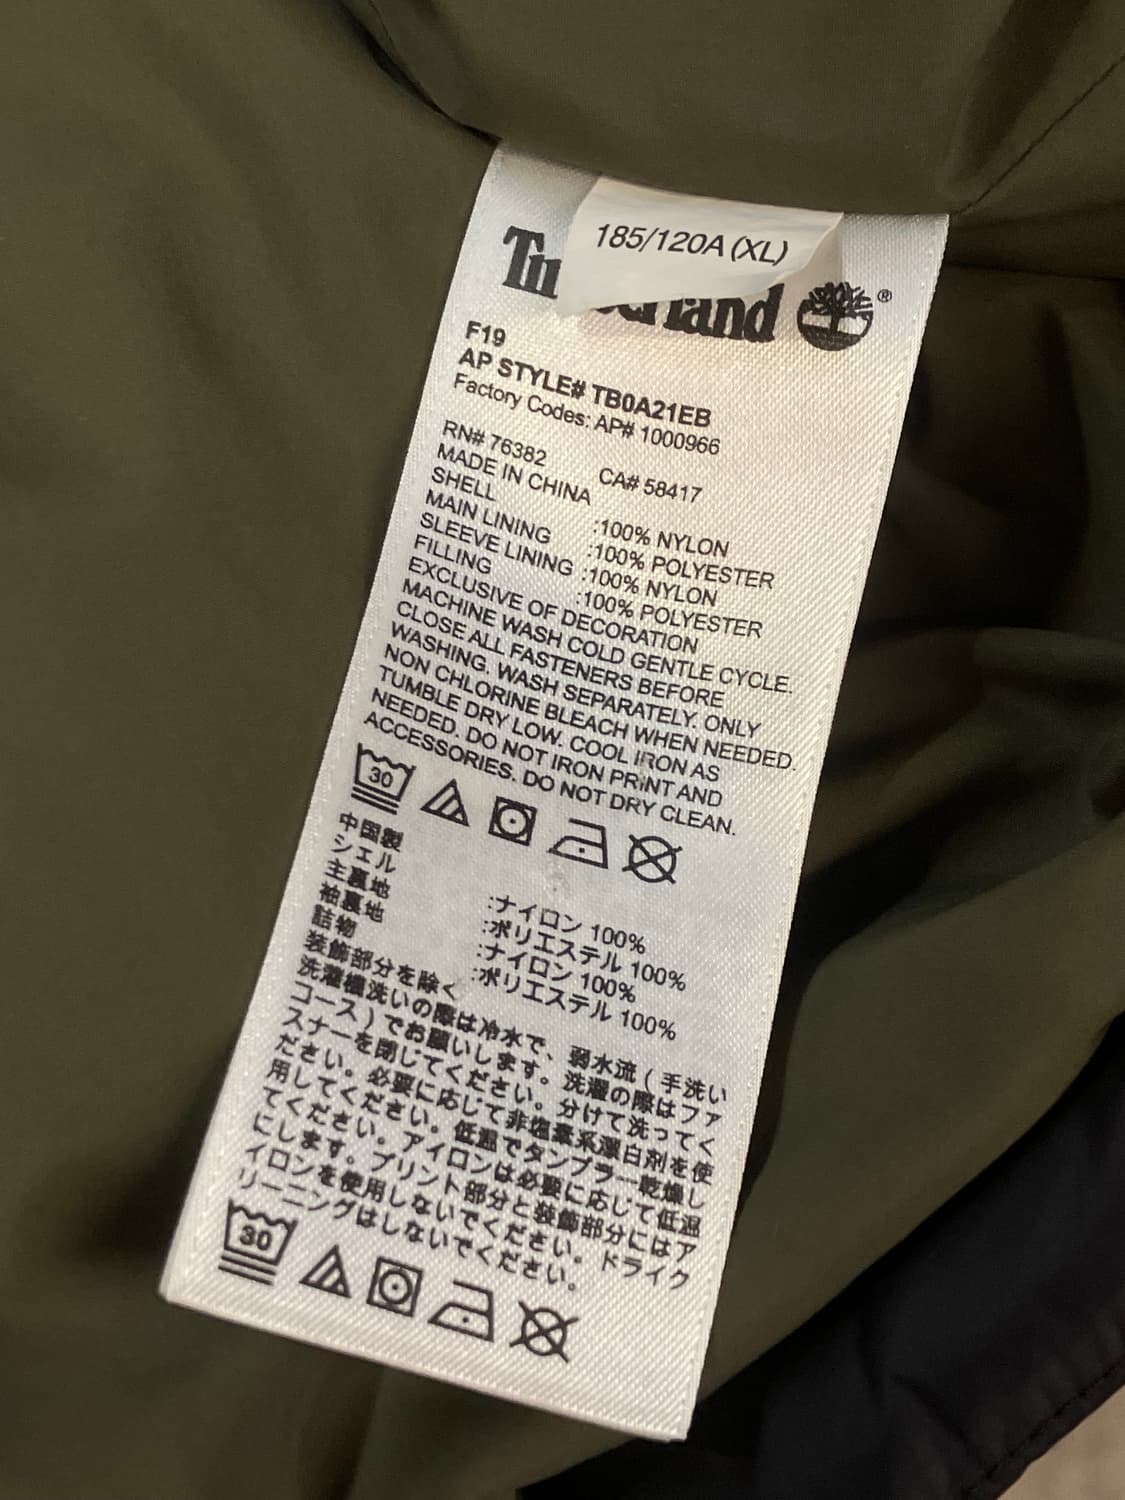 185/120A (XL)
F19
AP STYLE# TB0A21EB
Factory Codes: AP# 1000966
RN# 76382 CA# 58417
MADE IN CHINA
SHELL :100% NYLON
MAIN LINING :100% POLYESTER
SLEEVE LINING :100% NYLON
FILLING :100% POLYESTER
EXCLUSIVE OF DECORATION
MACHINE WASH COLD GENTLE CYCLE.
CLOSE ALL FASTENERS BEFORE
WASHING. WASH SEPARATELY. ONLY
NON CHLORINE BLEACH WHEN NEEDED.
TUMBLE DRY LOW. COOL IRON AS
NEEDED. DO NOT IRON PRINT AND
ACCESSORIES. DO NOT DRY CLEAN.
30
中国製
シェル :ナイロン 100%
主裏地 :ポリエステル 100%
袖裏地 :ナイロン 100%
詰物 :ポリエステル 100%
装飾部分を除く
洗濯機洗いの際は冷水で、弱水流(手洗い
コース)でお願いします。洗濯の際はファ
スナーを閉じてください。分けて洗ってく
ださい。必要に応じて非塩素系漂白剤を使
用してください。低温でタンブラー乾燥し
てください。アイロンは必要に応じて低温
にします。プリント部分と装飾部分にはア
イロンを使用しないでください。ドライク
リーニングはしないでください。
30